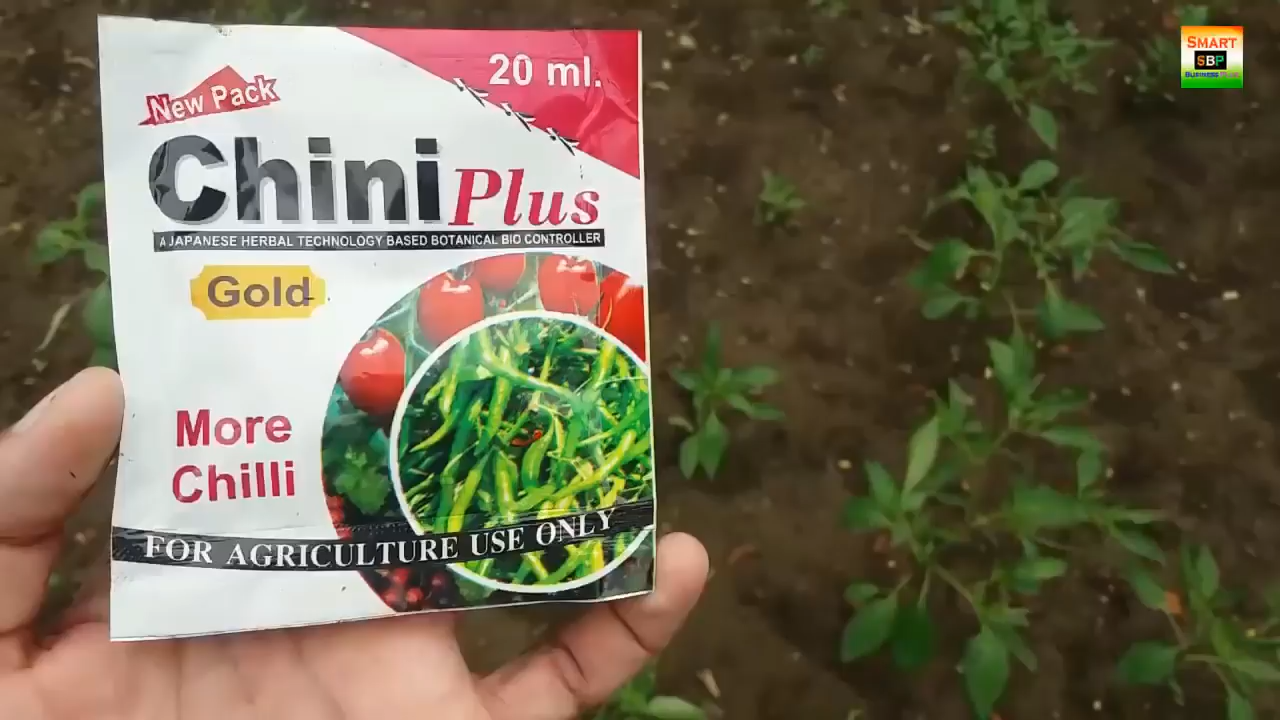 New Pack
20 ml.
Chini Plus
A JAPANESE HERBAL TECHNOLOGY BASED BOTANICAL BIO CONTROLLER
Gold
More
Chilli
FOR AGRICULTURE USE ONLY
SMART
SBP